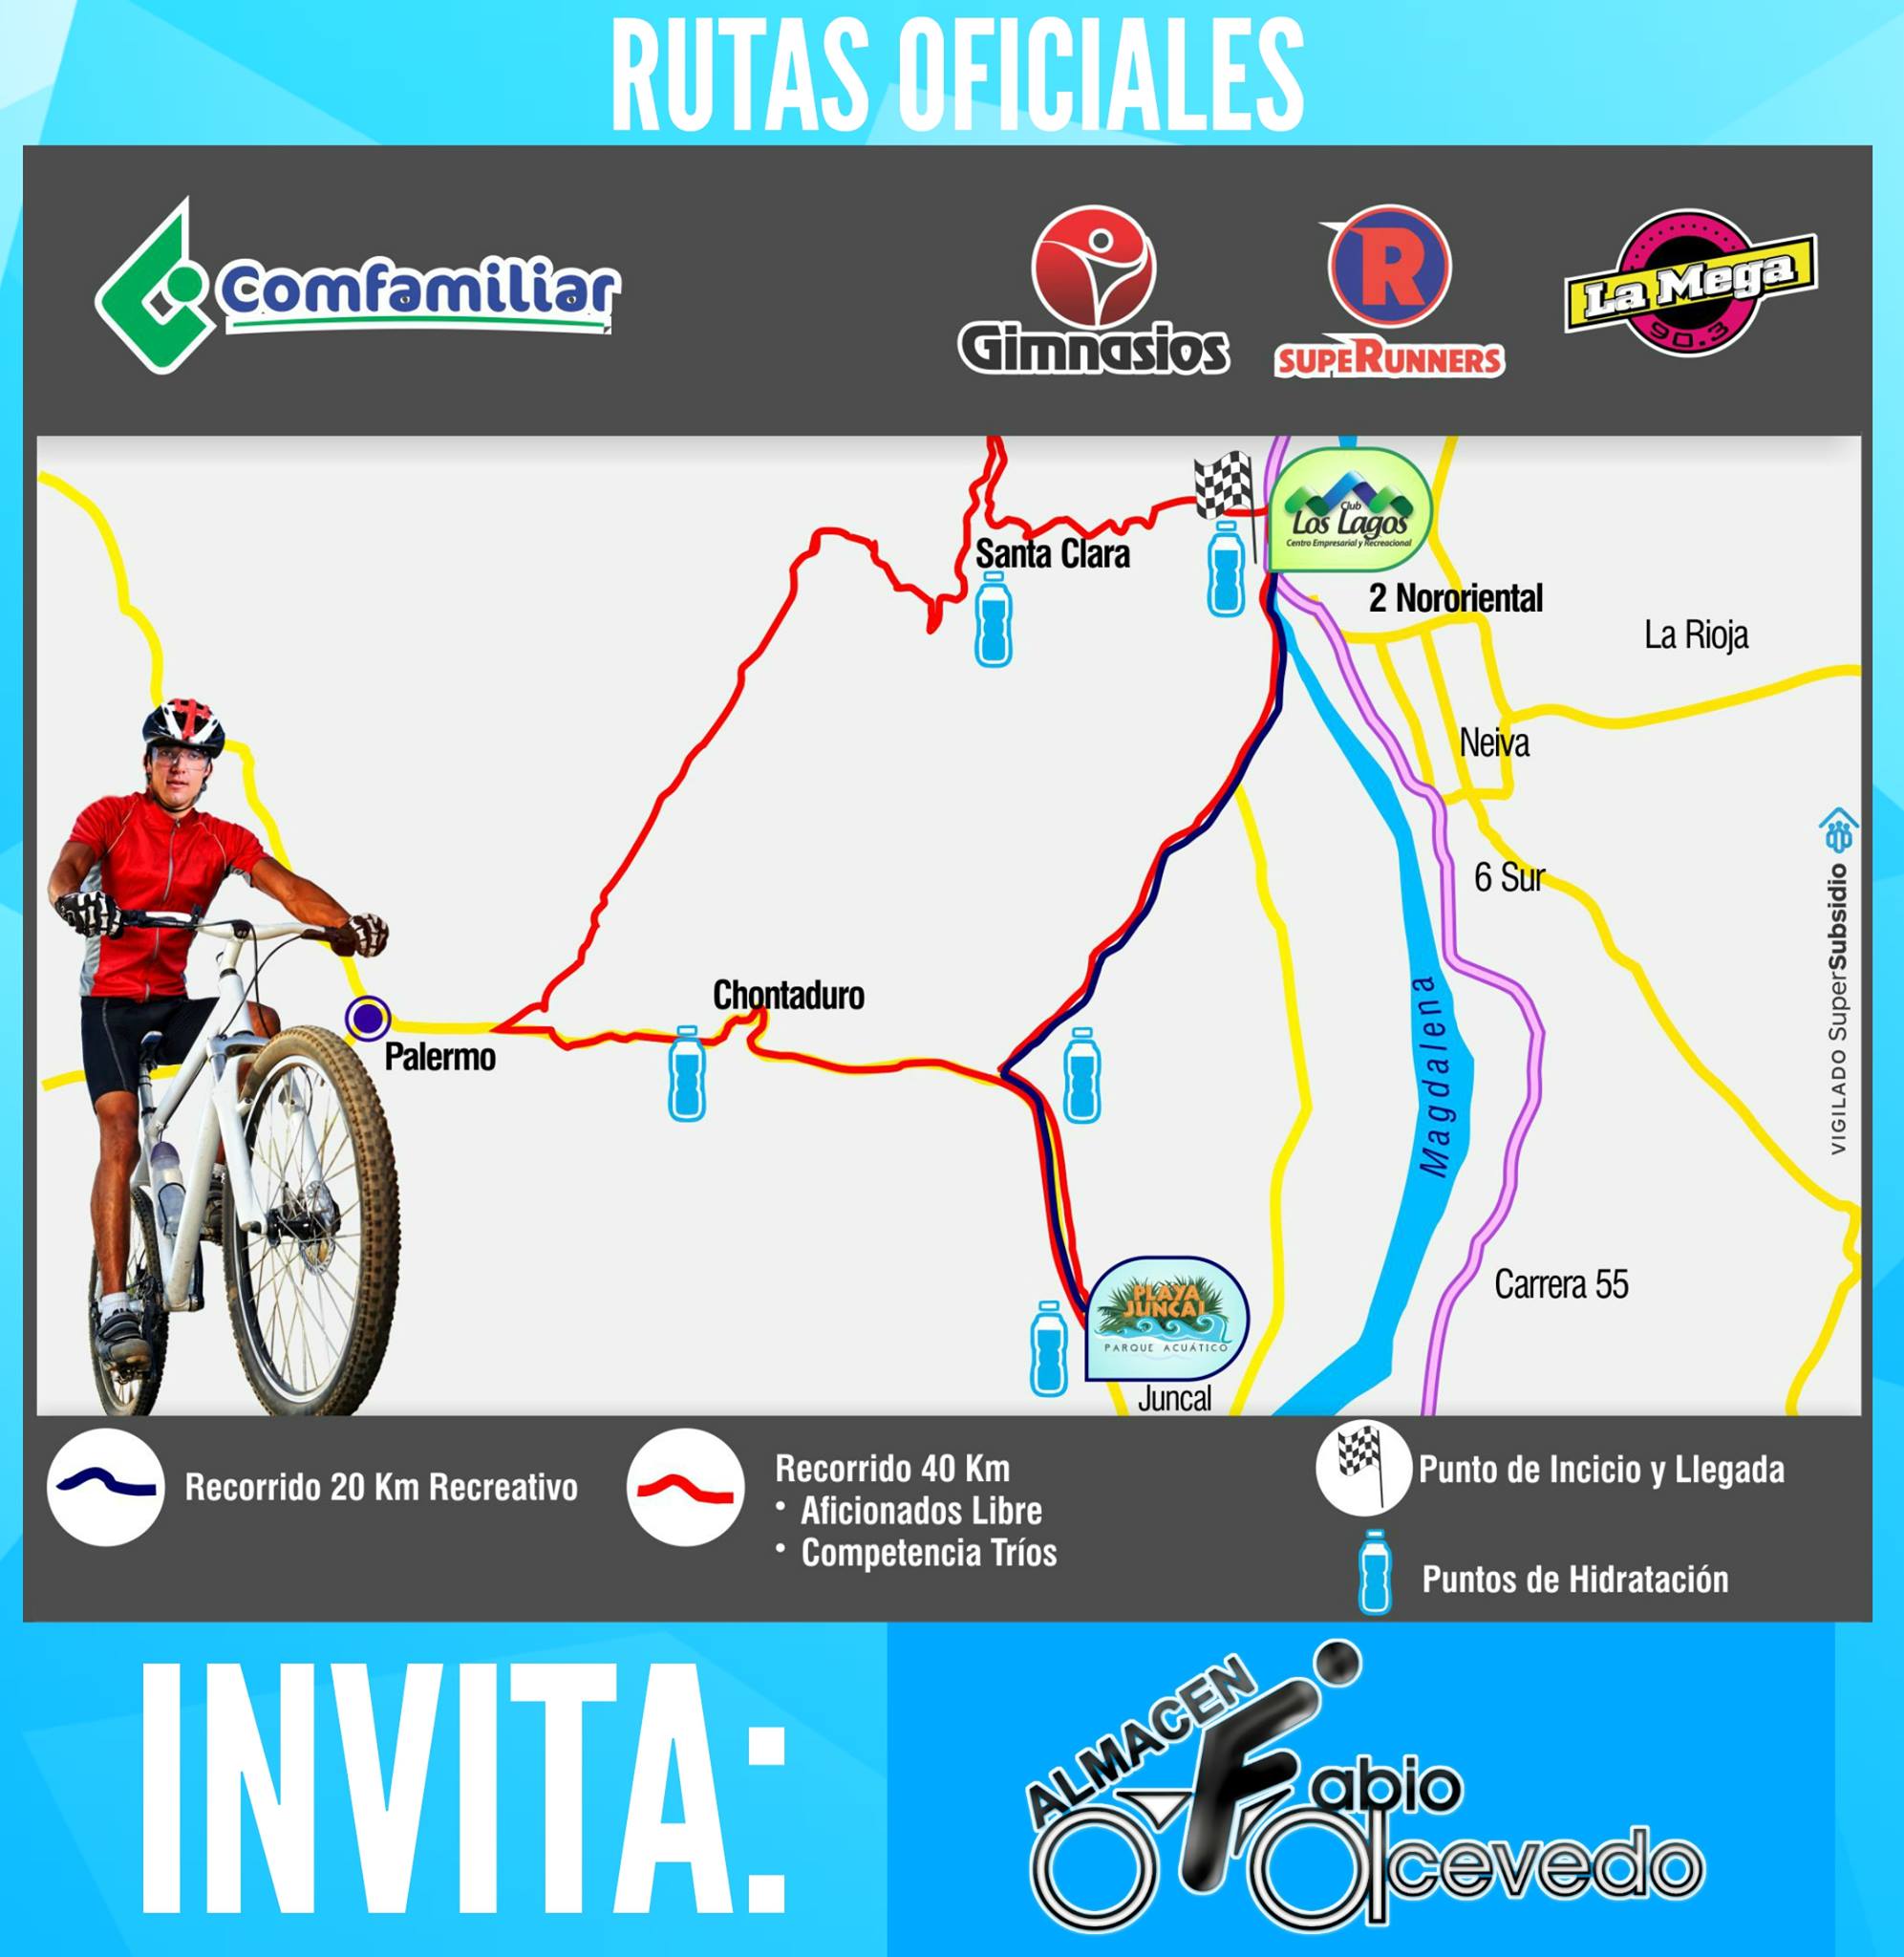 RUTAS OFICIALES
Comfamiliar
Gimnasios
R
SUPERUNNERS
La Mega
90.3
Club
Los Lagos
Centro Empresarial y Recreacional
Santa Clara
2 Nororiental
La Rioja
Neiva
6 Sur
Chontaduro
Palermo
Magdalena
Carrera 55
PLAYA
JUNCAL
PARQUE ACUÁTICO
Juncal
VIGILADO SuperSubsidio
Recorrido 20 Km Recreativo
Recorrido 40 Km
• Aficionados Libre
• Competencia Tríos
Punto de Incicio y Llegada
Puntos de Hidratación
INVITA:
ALMACEN
Fabio
acevedo